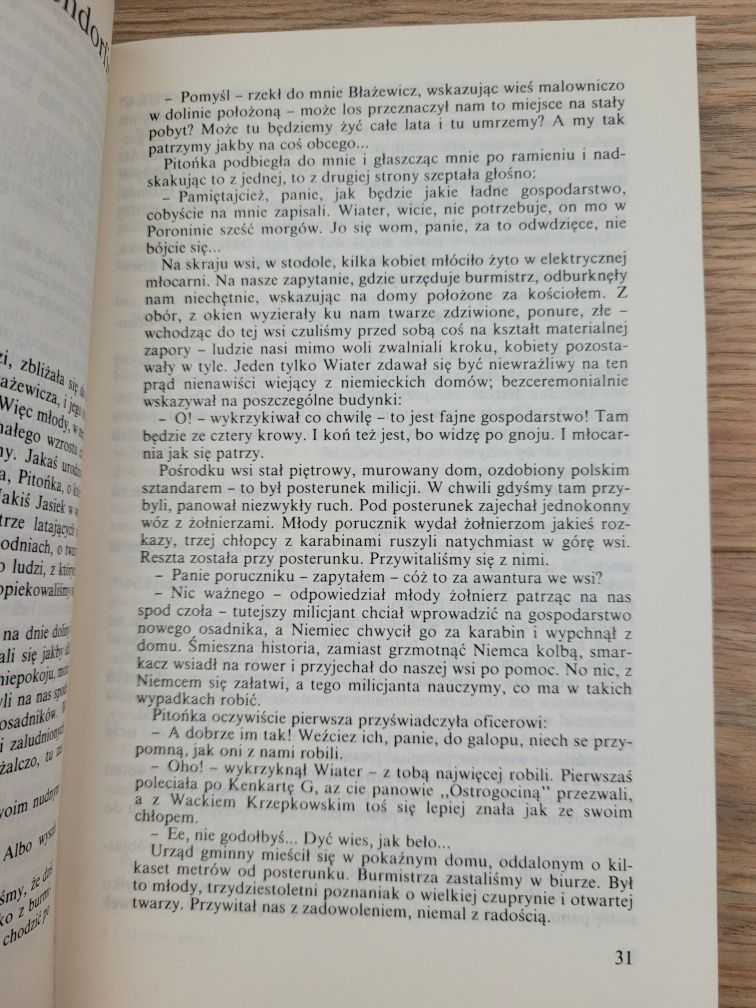 – Pomyśl – rzekł do mnie Błażewicz, wskazując wieś malowniczo
w dolinie położoną – może los przeznaczył nam to miejsce na stały
pobyt? Może tu będziemy żyć całe lata i tu umrzemy? A my tak
patrzymy jakby na coś obcego...
Pitońka podbiegła do mnie i głaszcząc mnie po ramieniu i nad-
skakując to z jednej, to z drugiej strony szeptała głośno:
– Pamiętajcież, panie, jak będzie jakie ładne gospodarstwo,
cobyście na mnie zapisali. Wiater, wicie, nie potrzebuje, on mo w
Poroninie sześć morgów. Jo się wom, panie, za to odwdzięce, nie
bójcie się...
Na skraju wsi, w stodole, kilka kobiet młóciło żyto w elektrycznej
młocarni. Na nasze zapytanie, gdzie urzęduje burmistrz, odburknęły
nam niechętnie, wskazując na domy położone za kościołem. Z
obór, z okien wyzierały ku nam twarze zdziwione, ponure, złe –
wchodząc do tej wsi czuliśmy przed sobą coś na kształt materialnej
zapory – ludzie nasi mimo woli zwalniali kroku, kobiety pozosta-
wały w tyle. Jeden tylko Wiater zdawał się być niewrażliwy na ten
prąd nienawiści wiejący z niemieckich domów; bezceremonialnie
wskazywał na poszczególne budynki:
– O! – wykrzykiwał co chwilę – to jest fajne gospodarstwo! Tam
będzie ze cztery krowy. I koń też jest, bo widzę po gnoju. I młocar-
nia jak się patrzy.
Pośrodku wsi stał piętrowy, murowany dom, ozdobiony polskim
sztandarem – to był posterunek milicji. W chwili gdyśmy tam przy-
byli, panował niezwykły ruch. Pod posterunek zajechał jednokonny
wóz z żołnierzami. Młody porucznik wydał żołnierzom jakieś roz-
kazy, trzej chłopcy z karabinami ruszyli natychmiast w górę wsi.
Reszta została przy posterunku. Przywitaliśmy się z nimi.
– Panie poruczniku – zapytałem – cóż to za awantura we wsi?
– Nic ważnego – odpowiedział młody żołnierz patrząc na nas
spod czoła – tutejszy milicjant chciał wprowadzić na gospodarstwo
nowego osadnika, a Niemiec chwycił go za karabin i wypchnął z
domu. Śmieszna historia, zamiast grzmotnąć Niemca kolbą, smar-
kacz wsiadł na rower i przyjechał do naszej wsi po pomoc. No nic, z
Niemcem się załatwi, a tego milicjanta nauczymy, co ma w takich
wypadkach robić.
Pitońka oczywiście pierwsza przyświadczyła oficerowi:
– A dobrze im tak! Weźciez ich, panie, do galopu, niech se przy-
pomną, jak oni z nami robili.
– Oho! – wykrzyknął Wiater – z tobą najwięcej robili. Pierwszaś
poleciała po Kenkartę G, az cie panowie „Ostrogociną” przezwali,
a z Wackiem Krzepkowskim toś się lepiej znała jak ze swoim
chłopem.
– Ee, nie godołbyś... Dyć wies, jak beło...
Urząd gminny mieścił się w pokaźnym domu, oddalonym o kil-
kaset metrów od posterunku. Burmistrza zastaliśmy w biurze. Był
to młody, trzydziestoletni poznaniak o wielkiej czuprynie i otwartej
twarzy. Przywitał nas z zadowoleniem, niemal z radością.
31